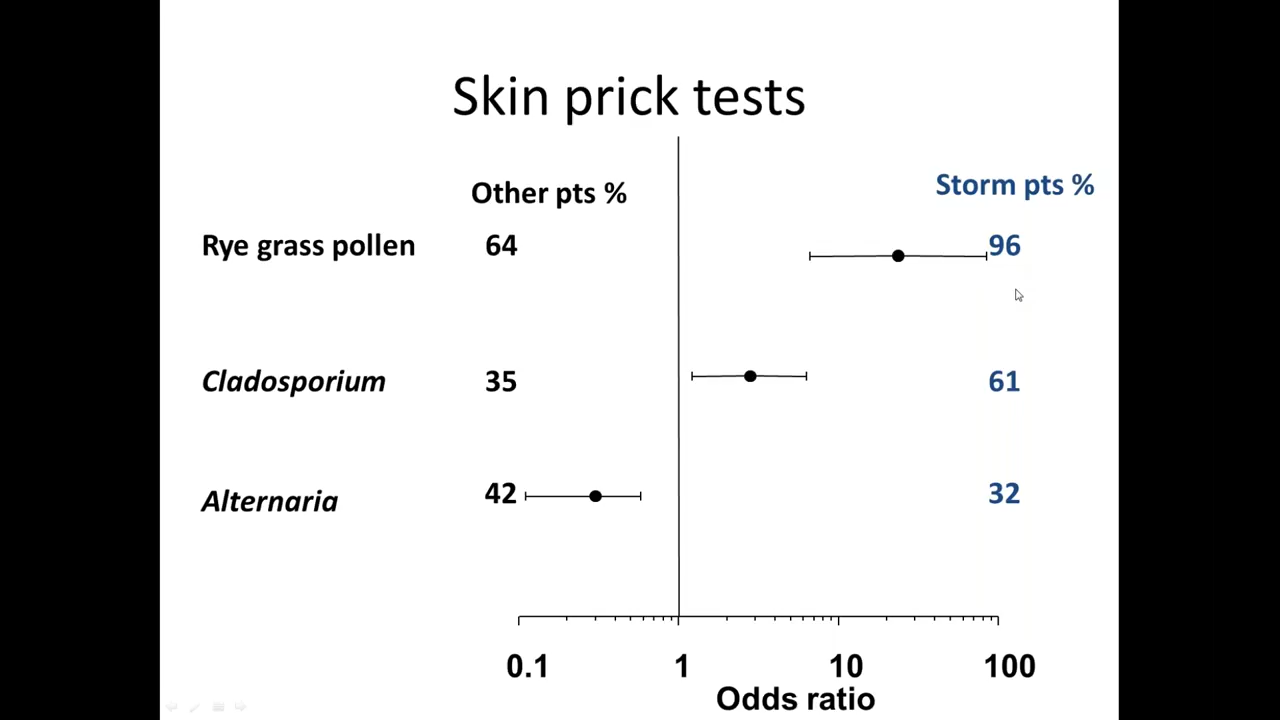 Skin prick tests
Other pts % Storm pts %
Rye grass pollen 64 96
Cladosporium 35 61
Alternaria 42 32
0.1 1 10 100
Odds ratio